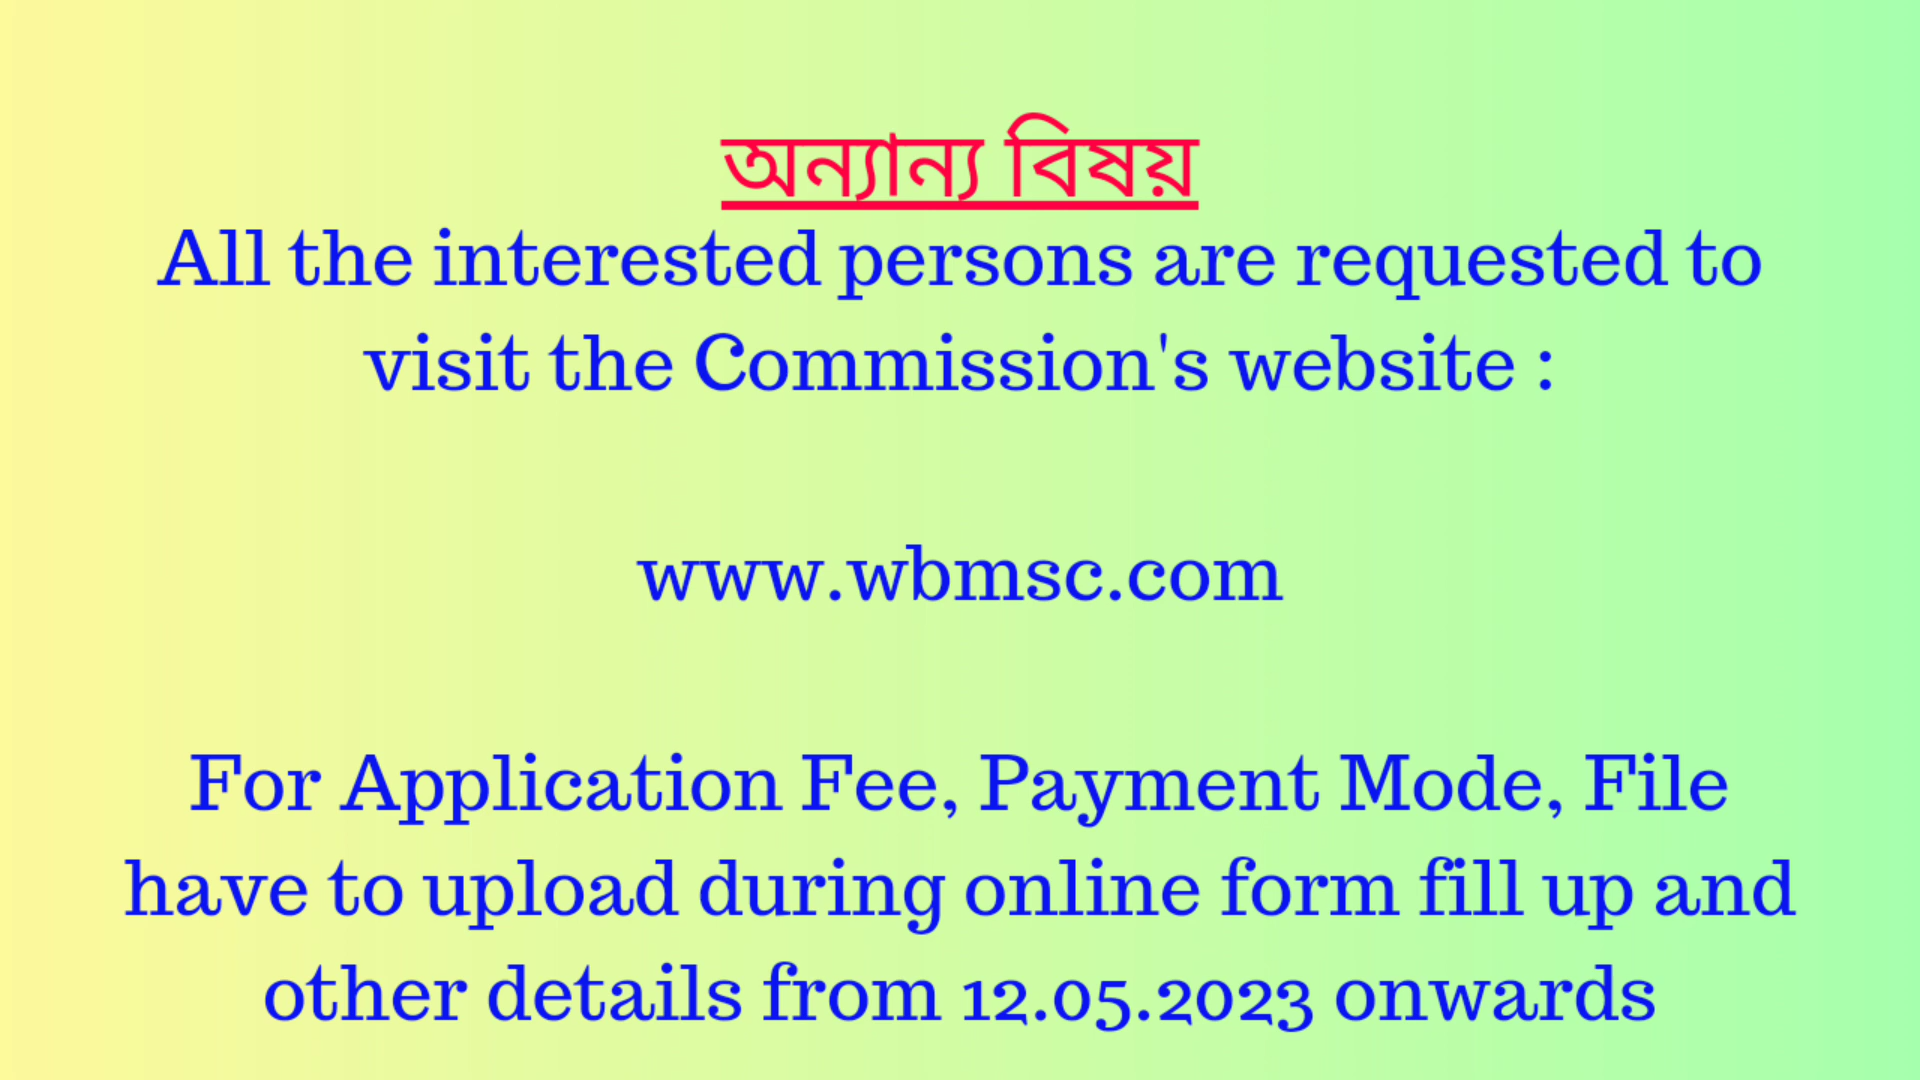 অন্যান্য বিষয়
All the interested persons are requested to
visit the Commission's website :
www.wbmsc.com
For Application Fee, Payment Mode, File
have to upload during online form fill up and
other details from 12.05.2023 onwards